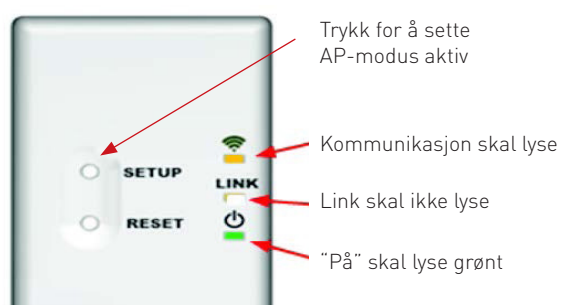 Trykk for å sette
AP-modus aktiv
Kommunikasjon skal lyse
SETUP
LINK
Link skal ikke lyse
RESET
“På” skal lyse grønt